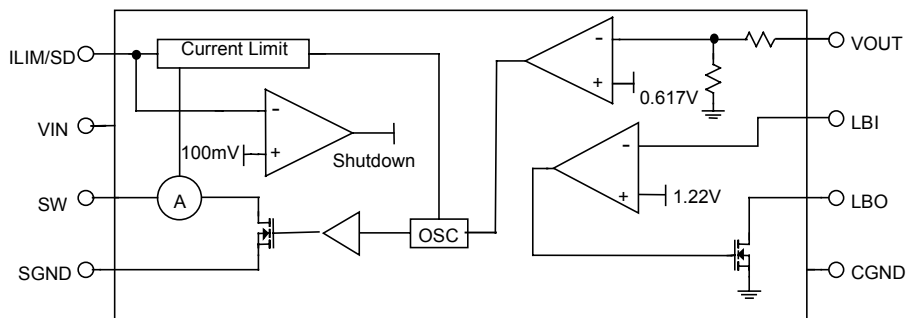 ILIM/SD
Current Limit
VOUT
-
+
0.617V
VIN
-
+
100mV
Shutdown
LBI
-
+
1.22V
SW
A
LBO
OSC
SGND
CGND